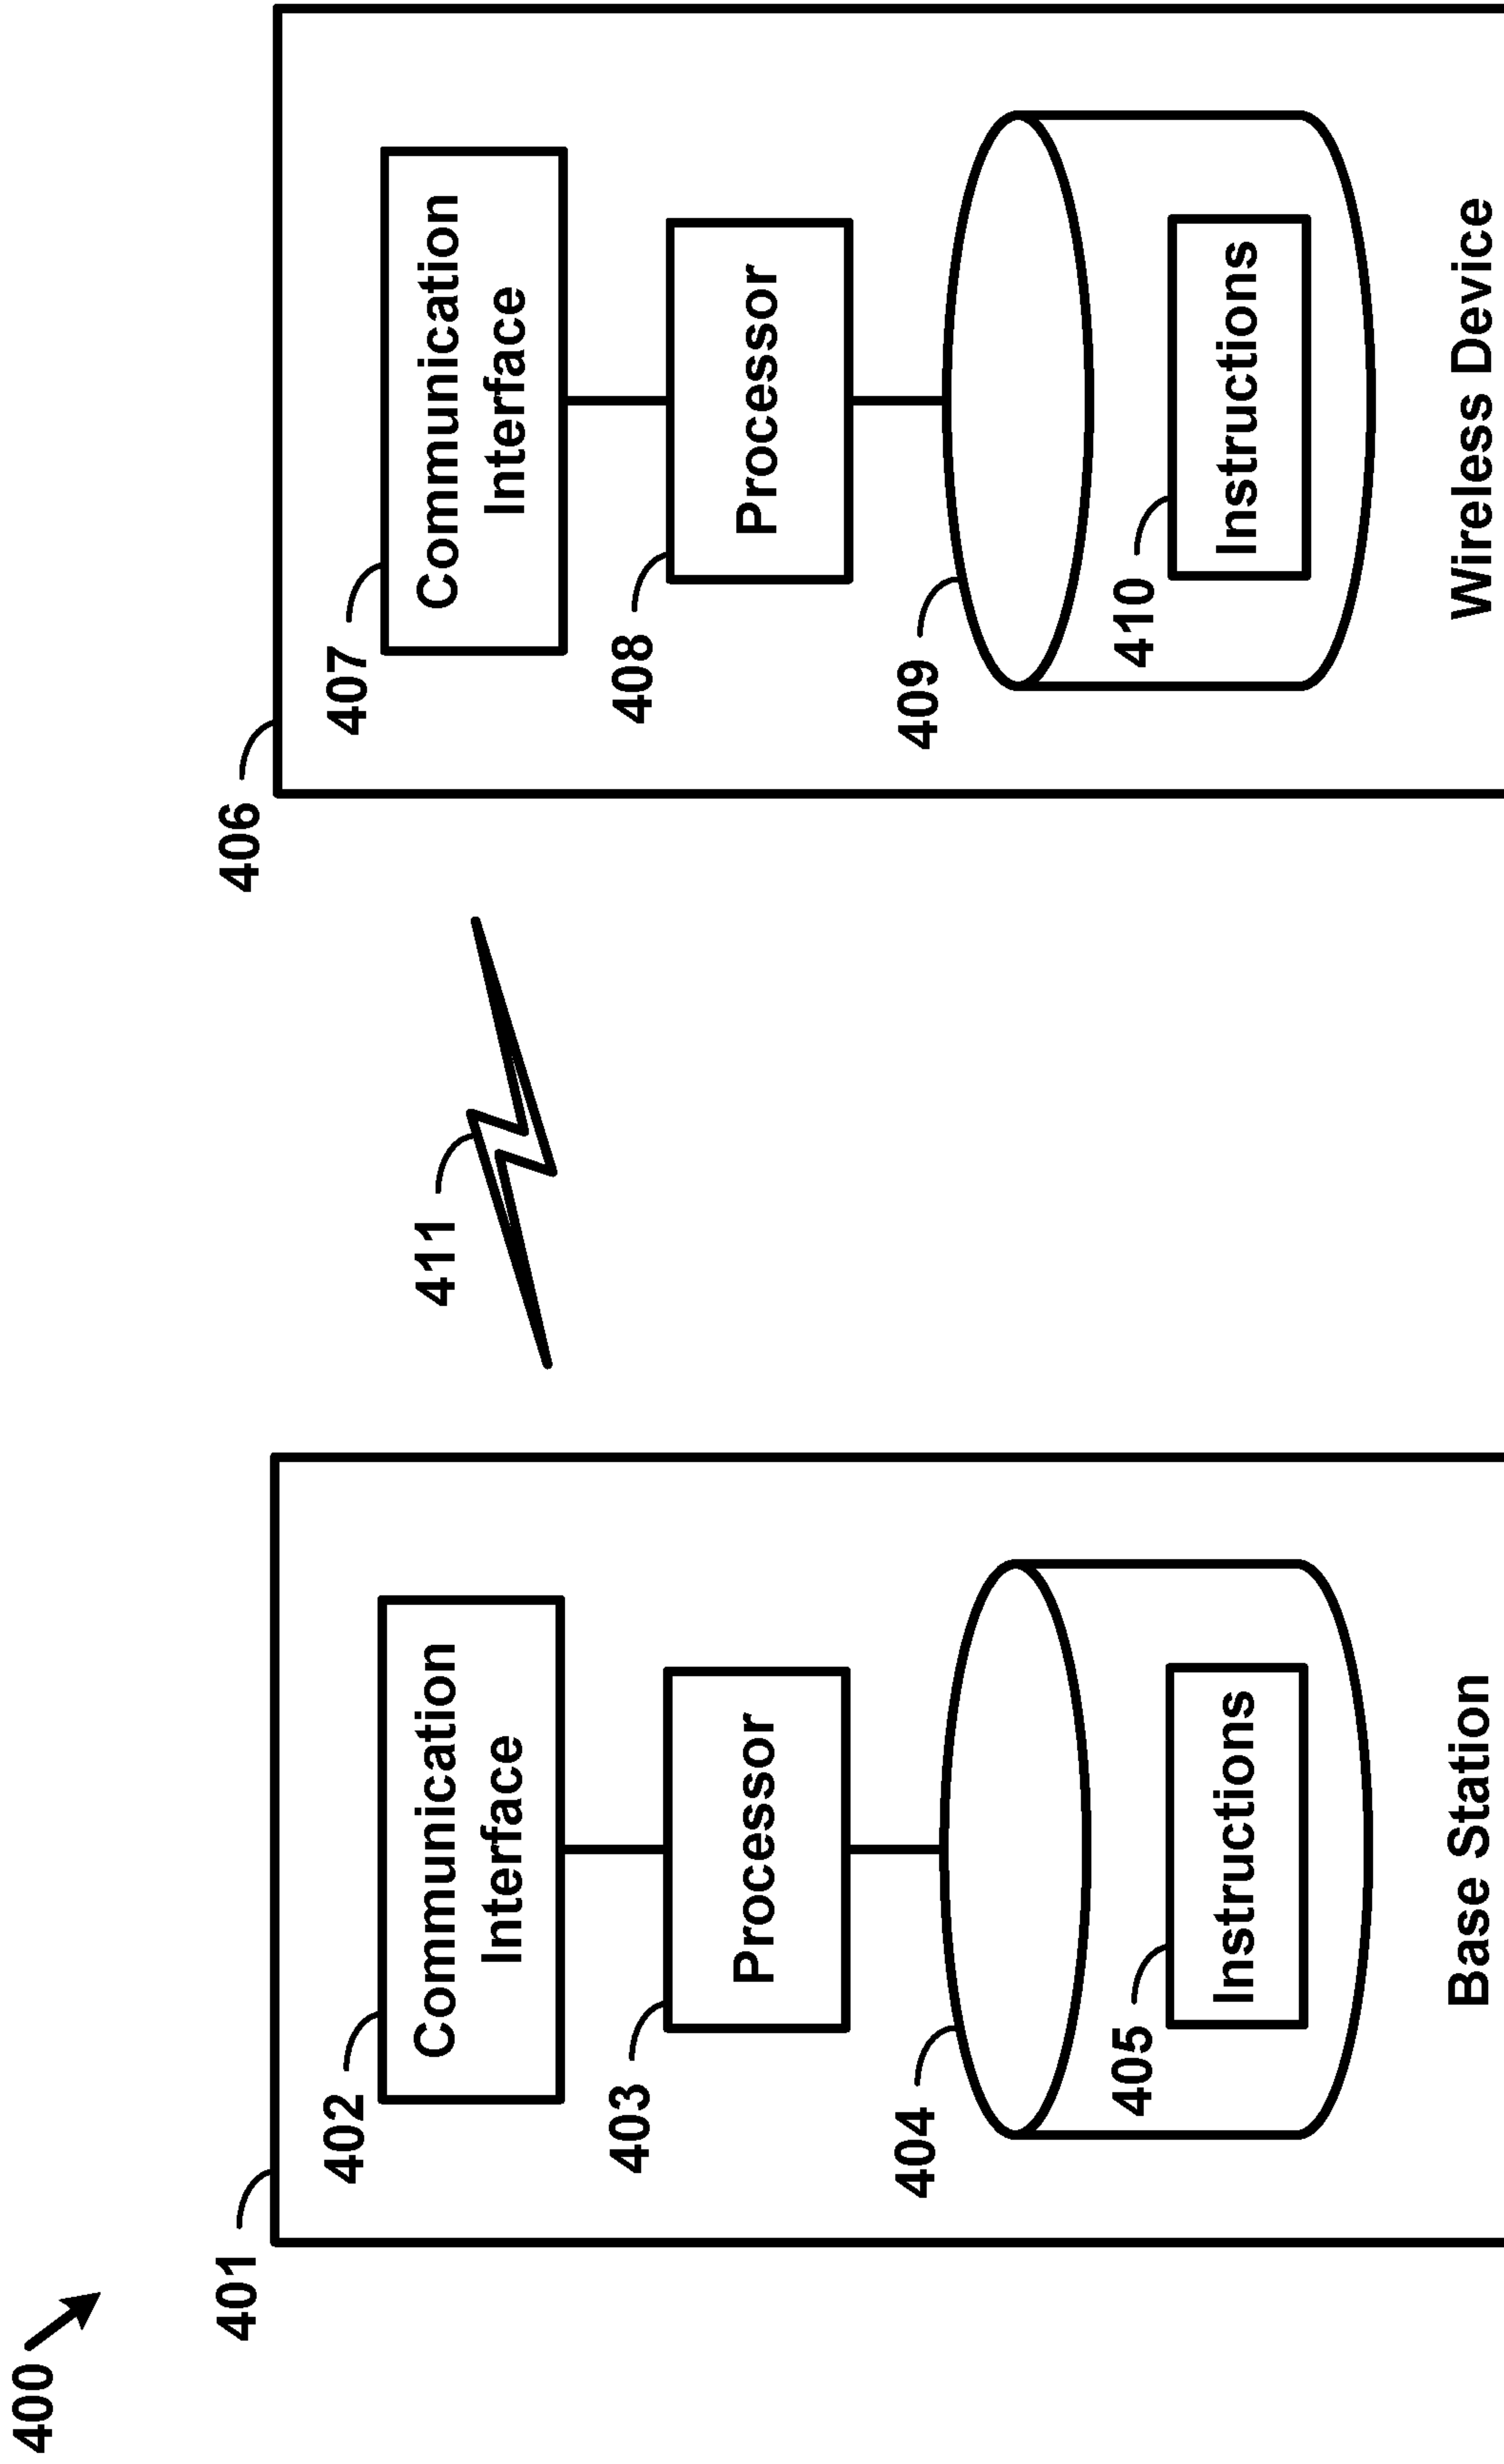 400
401
402
Communication
Interface
403
Processor
404
405
Instructions
Base Station
411
406
407
Communication
Interface
408
Processor
409
410
Instructions
Wireless Device